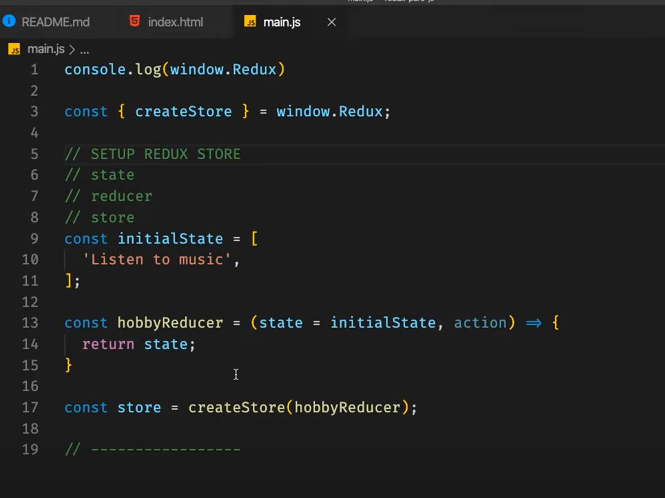 README.md index.html main.js
main.js > ...
1 console.log(window.Redux)
2
3 const { createStore } = window.Redux;
4
5 // SETUP REDUX STORE
6 // state
7 // reducer
8 // store
9 const initialState = [
10 'Listen to music',
11 ];
12
13 const hobbyReducer = (state = initialState, action) => {
14 return state;
15 }
16
17 const store = createStore(hobbyReducer);
18
19 // -----------------